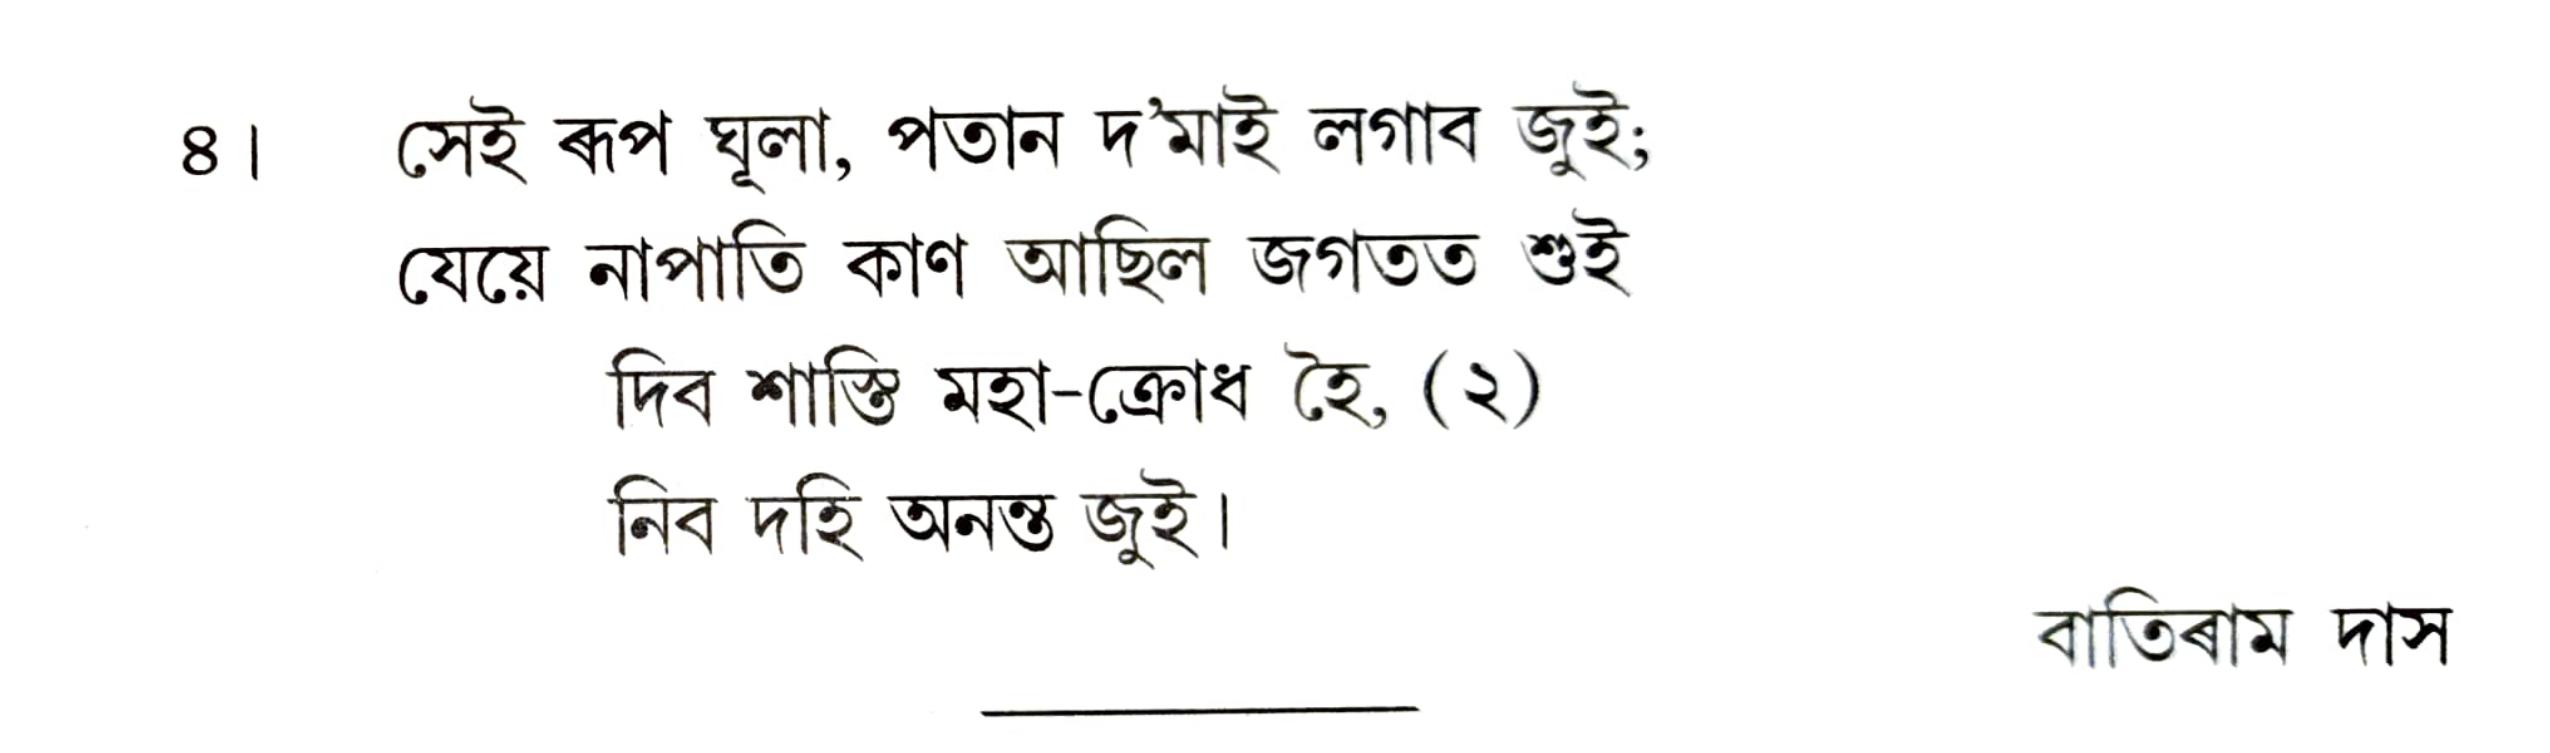 ৪।	সেই ৰূপ ঘূলা, পতান দ'মাই লগাব জুই;
যেয়ে নাপাতি কাণ আছিল জগতত শুই
দিব শাস্তি মহা-ক্রোধ হৈ, (২)
নিব দহি অনন্ত জুই।
বাতিৰাম দাস